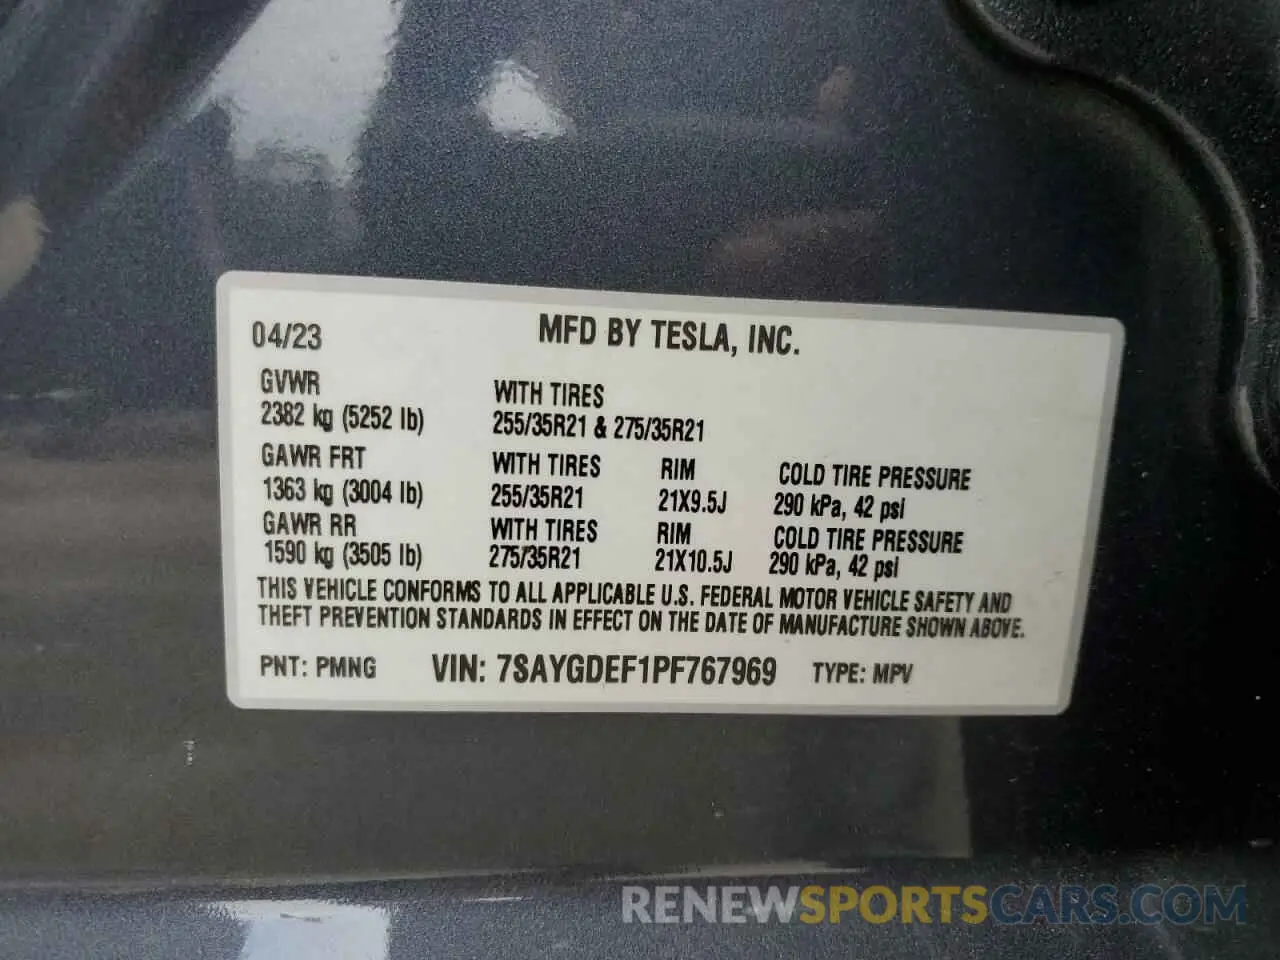 04/23 MFD BY TESLA, INC.
GVWR WITH TIRES
2382 kg (5252 lb) 255/35R21 & 275/35R21
GAWR FRT WITH TIRES RIM COLD TIRE PRESSURE
1363 kg (3004 lb) 255/35R21 21X9.5J 290 kPa, 42 psi
GAWR RR WITH TIRES RIM COLD TIRE PRESSURE
1590 kg (3505 lb) 275/35R21 21X10.5J 290 kPa, 42 psi
THIS VEHICLE CONFORMS TO ALL APPLICABLE U.S. FEDERAL MOTOR VEHICLE SAFETY AND
THEFT PREVENTION STANDARDS IN EFFECT ON THE DATE OF MANUFACTURE SHOWN ABOVE.
PNT: PMNG VIN: 7SAYGDEF1PF767969 TYPE: MPV
RENEWSPORTSCARS.COM